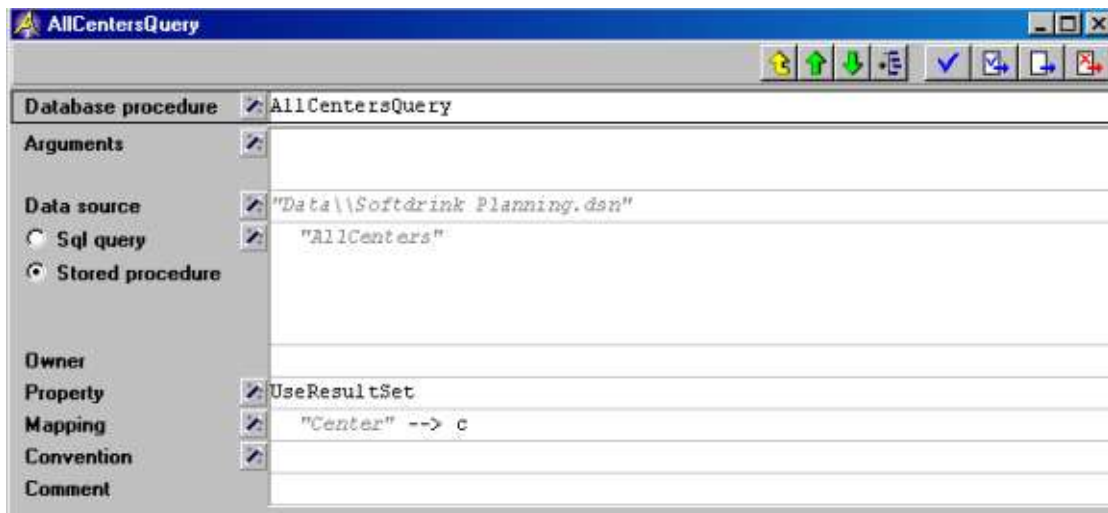 AllCentersQuery
Database procedure AllCentersQuery
Arguments
Data source "Data\\Softdrink Planning.dsn"
Sql query "AllCenters"
Stored procedure
Owner
Property UseResultSet
Mapping "Center" --> c
Convention
Comment